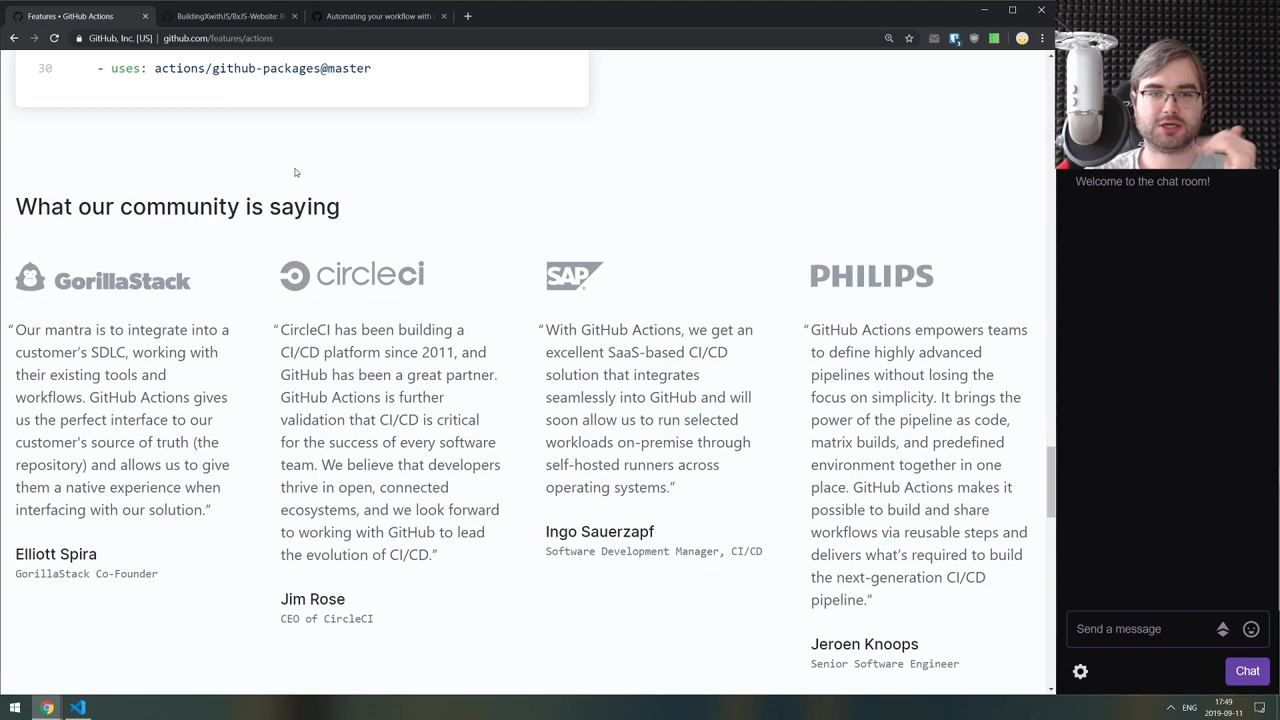 Features • GitHub Actions
BuildingXwithJS/BxJS-Website: B
Automating your workflow with
GitHub, Inc. [US] | github.com/features/actions
30 - uses: actions/github-packages@master
Welcome to the chat room!
What our community is saying
GorillaStack
“Our mantra is to integrate into a
customer’s SDLC, working with
their existing tools and
workflows. GitHub Actions gives
us the perfect interface to our
customer's source of truth (the
repository) and allows us to give
them a native experience when
interfacing with our solution.”
Elliott Spira
GorillaStack Co-Founder
circleci
“CircleCI has been building a
CI/CD platform since 2011, and
GitHub has been a great partner.
GitHub Actions is further
validation that CI/CD is critical
for the success of every software
team. We believe that developers
thrive in open, connected
ecosystems, and we look forward
to working with GitHub to lead
the evolution of CI/CD.”
Jim Rose
CEO of CircleCI
SAP
“With GitHub Actions, we get an
excellent SaaS-based CI/CD
solution that integrates
seamlessly into GitHub and will
soon allow us to run selected
workloads on-premise through
self-hosted runners across
operating systems.”
Ingo Sauerzapf
Software Development Manager, CI/CD
PHILIPS
“GitHub Actions empowers teams
to define highly advanced
pipelines without losing the
focus on simplicity. It brings the
power of the pipeline as code,
matrix builds, and predefined
environment together in one
place. GitHub Actions makes it
possible to build and share
workflows via reusable steps and
delivers what’s required to build
the next-generation CI/CD
pipeline.“
Jeroen Knoops
Senior Software Engineer
Send a message
Chat
ENG
17:49
2019-09-11